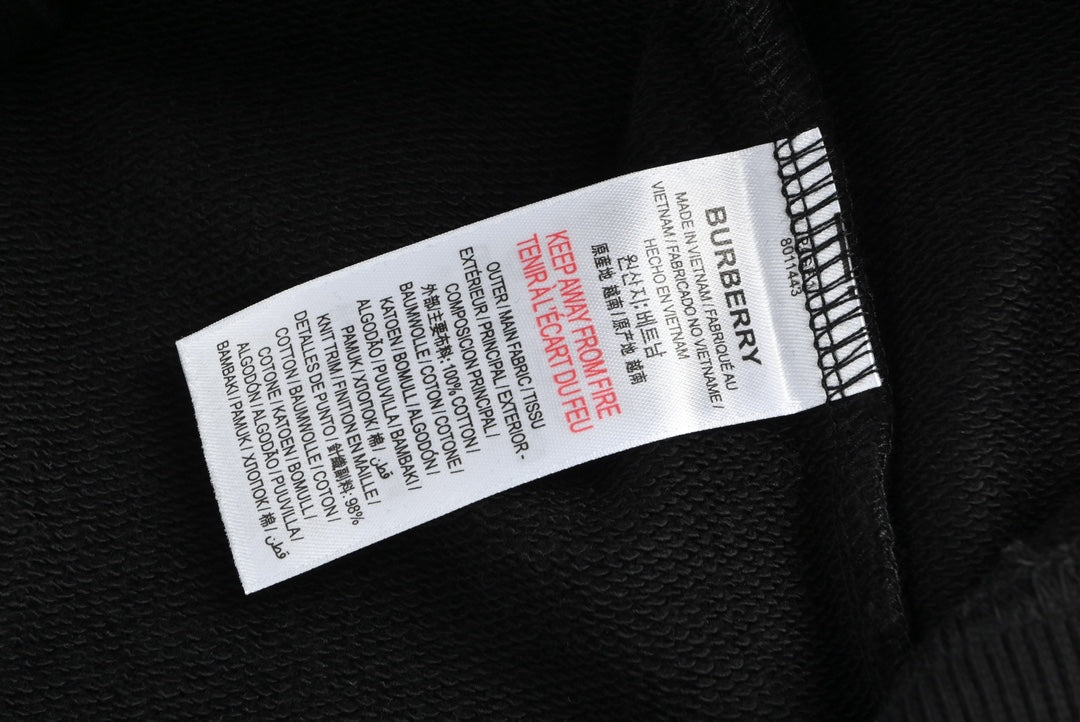 8011443
BURBERRY
MADE IN VIETNAM / FABRIQUÉ AU
VIETNAM / FABRICADO NO VIETNAME /
HECHO EN VIETNAM
원산지: 베트남
原產地 越南 / 原产地 越南
KEEP AWAY FROM FIRE
TENIR À L'ÉCART DU FEU
OUTER / MAIN FABRIC / TISSU
EXTÉRIEUR / PRINCIPAL / EXTERIOR -
COMPOSICION PRINCIPAL /
外部主要布料: 100% COTTON /
BAUMWOLLE / COTON / COTONE /
KATOEN / BOMULL / ALGODÓN /
ALGODÃO / PUUVILLA / BAMBAKI /
PAMUK / ХЛОПОК / 棉 / قطن
KNIT TRIM / FINITION EN MAILLE /
DETALLES DE PUNTO / 針織副料: 98%
COTTON / BAUMWOLLE / COTON /
COTONE / KATOEN / BOMULL /
ALGODÓN / ALGODÃO / PUUVILLA /
BAMBAKI / PAMUK / ХЛОПОК / 棉 / قطن